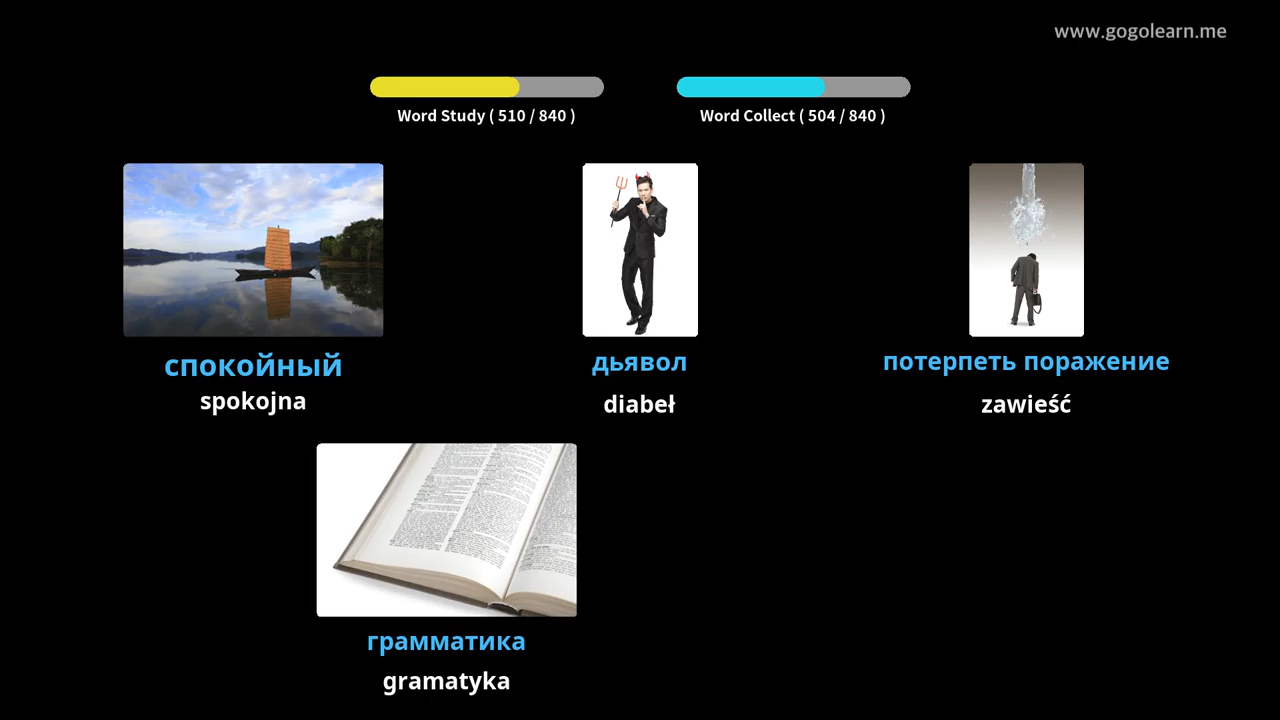 www.gogolearn.me
Word Study ( 510 / 840 )
Word Collect ( 504 / 840 )
спокойный
spokojna
дьявол
diabeł
потерпеть поражение
zawieść
грамматика
gramatyka